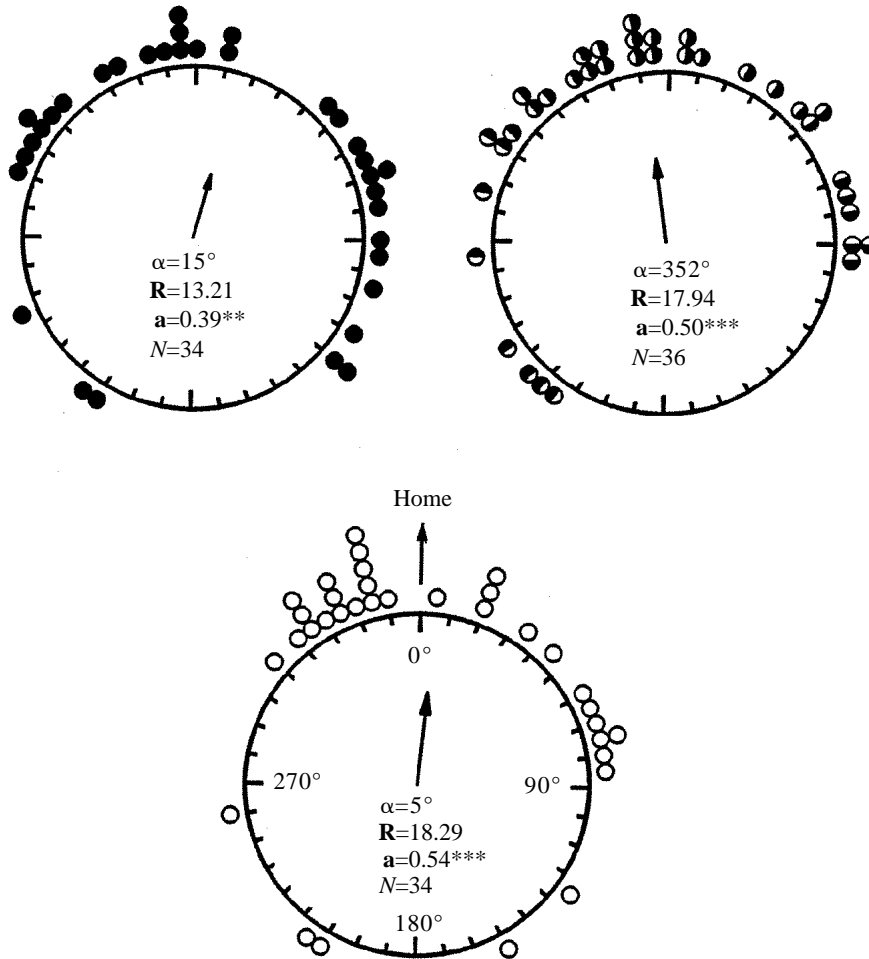 α=15°
R=13.21
a=0.39**
N=34
α=352°
R=17.94
a=0.50***
N=36
Home
0°
270°
90°
α=5°
R=18.29
a=0.54***
N=34
180°